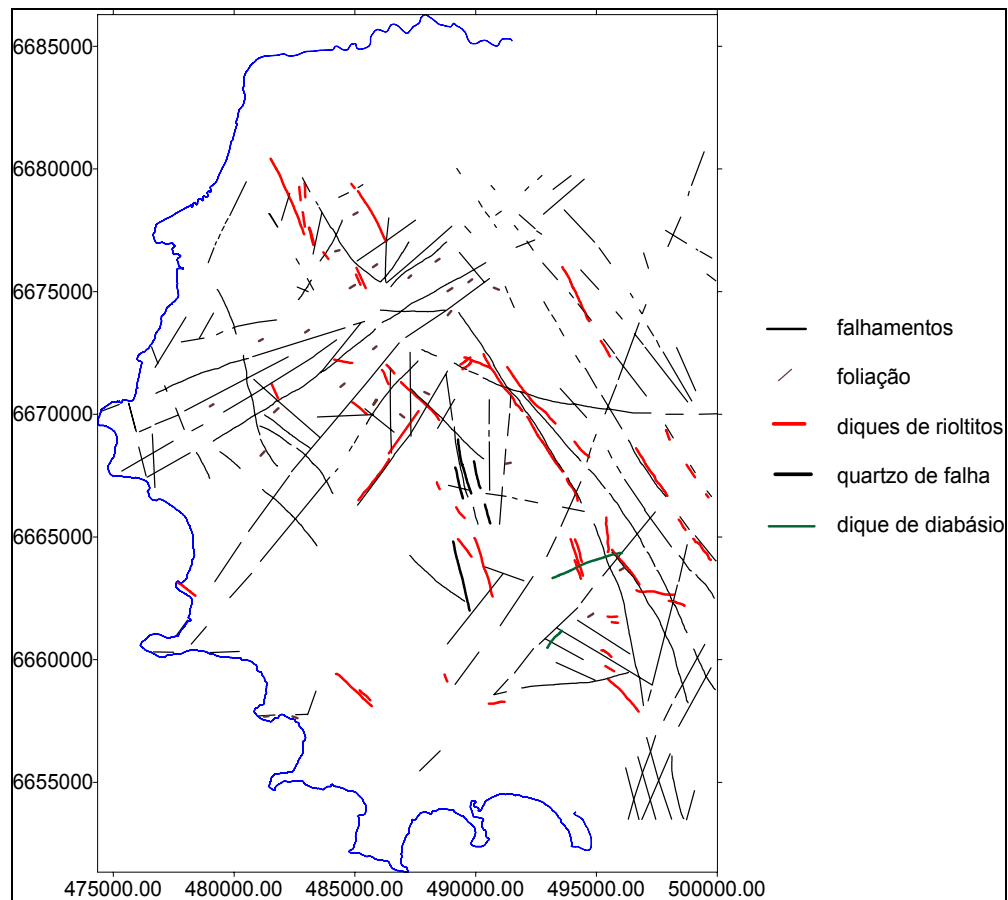 6685000
6680000
6675000
6670000
6665000
6660000
6655000
475000.00 480000.00 485000.00 490000.00 495000.00 500000.00
falhamentos
foliação
diques de rioltitos
quartzo de falha
dique de diabásio